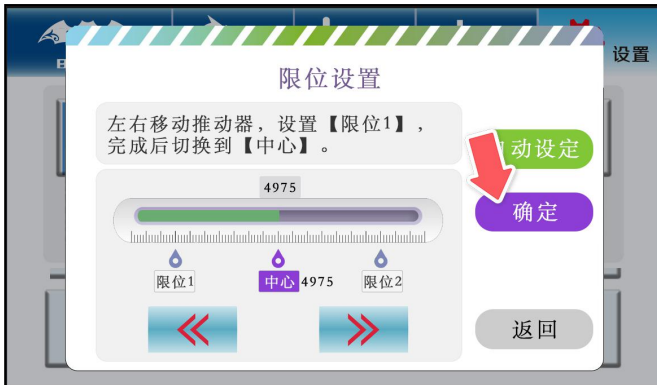 设置
限位设置
左右移动推动器，设置【限位1】，
完成后切换到【中心】。
动设定
4975
确定
限位1
中心 4975
限位2
返回